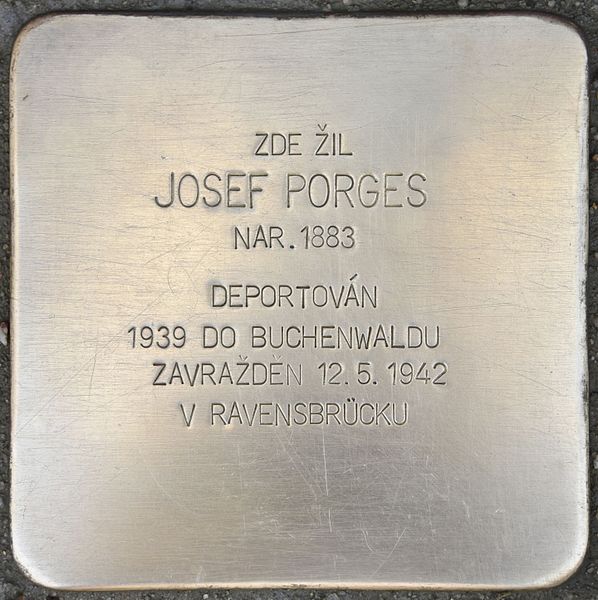 ZDE ŽIL
JOSEF PORGES
NAR. 1883
DEPORTOVÁN
1939 DO BUCHENWALDU
ZAVRAŽDĚN 12. 5. 1942
V RAVENSBRÜCKU